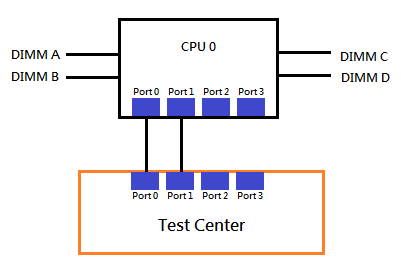 CPU 0
DIMM A
DIMM B
DIMM C
DIMM D
Port 0 Port 1 Port 2 Port 3
Port 0 Port 1 Port 2 Port 3
Test Center